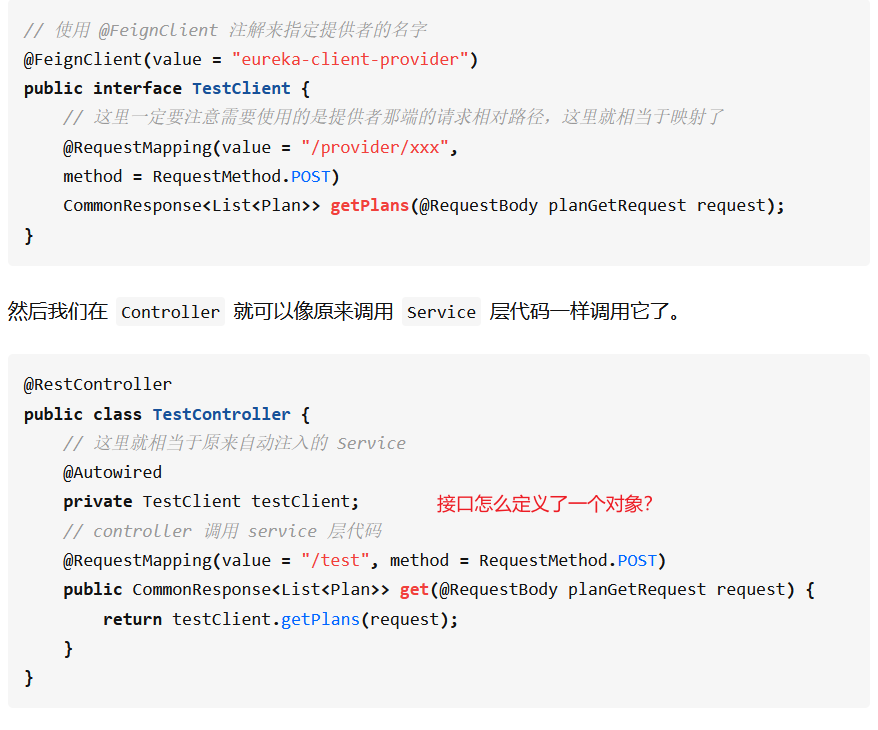 // 使用 @FeignClient 注解来指定提供者的名字
@FeignClient(value = "eureka-client-provider")
public interface TestClient {
// 这里一定要注意需要使用的是提供者那端的请求相对路径，这里就相当于映射了
@RequestMapping(value = "/provider/xxx",
method = RequestMethod.POST)
CommonResponse<List<Plan>> getPlans(@RequestBody planGetRequest request);
}
然后我们在 Controller 就可以像原来调用 Service 层代码一样调用它了。
@RestController
public class TestController {
// 这里就相当于原来自动注入的 Service
@Autowired
private TestClient testClient; 接口怎么定义了一个对象？
// controller 调用 service 层代码
@RequestMapping(value = "/test", method = RequestMethod.POST)
public CommonResponse<List<Plan>> get(@RequestBody planGetRequest request) {
return testClient.getPlans(request);
}
}